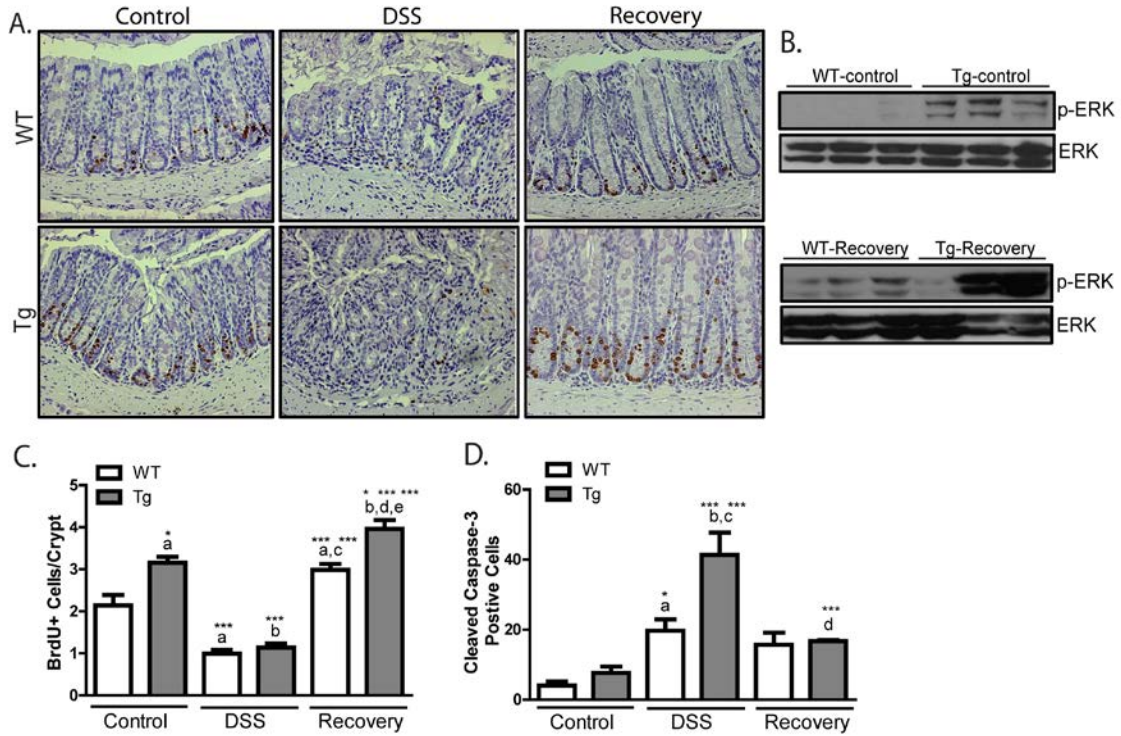 A.
Control
DSS
Recovery
WT
Tg
B.
WT-control
Tg-control
p-ERK
ERK
WT-Recovery
Tg-Recovery
p-ERK
ERK
C.
WT
Tg
BrdU+ Cells/Crypt
5
4
3
2
1
0
*
a
***
a
***
b
*** ***
a,c
* *** ***
b,d,e
Control
DSS
Recovery
D.
WT
Tg
Cleaved Caspase-3
Postive Cells
60
40
20
0
*
a
*** ***
b,c
***
d
Control
DSS
Recovery